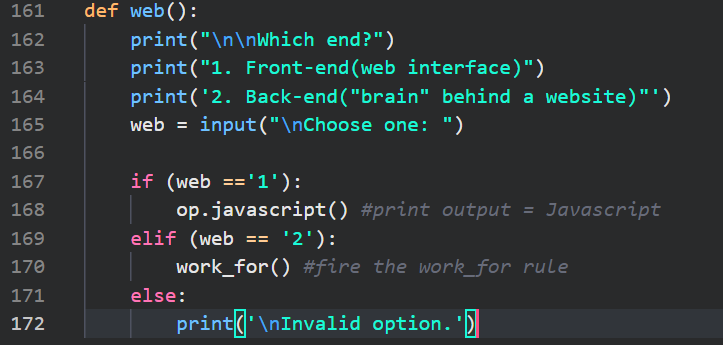 161 def web():
162     print("\n\nWhich end?")
163     print("1. Front-end(web interface)")
164     print('2. Back-end("brain" behind a website)"')
165     web = input("\nChoose one: ")
166
167     if (web =='1'):
168         op.javascript() #print output = Javascript
169     elif (web == '2'):
170         work_for() #fire the work_for rule
171     else:
172         print('\nInvalid option.')